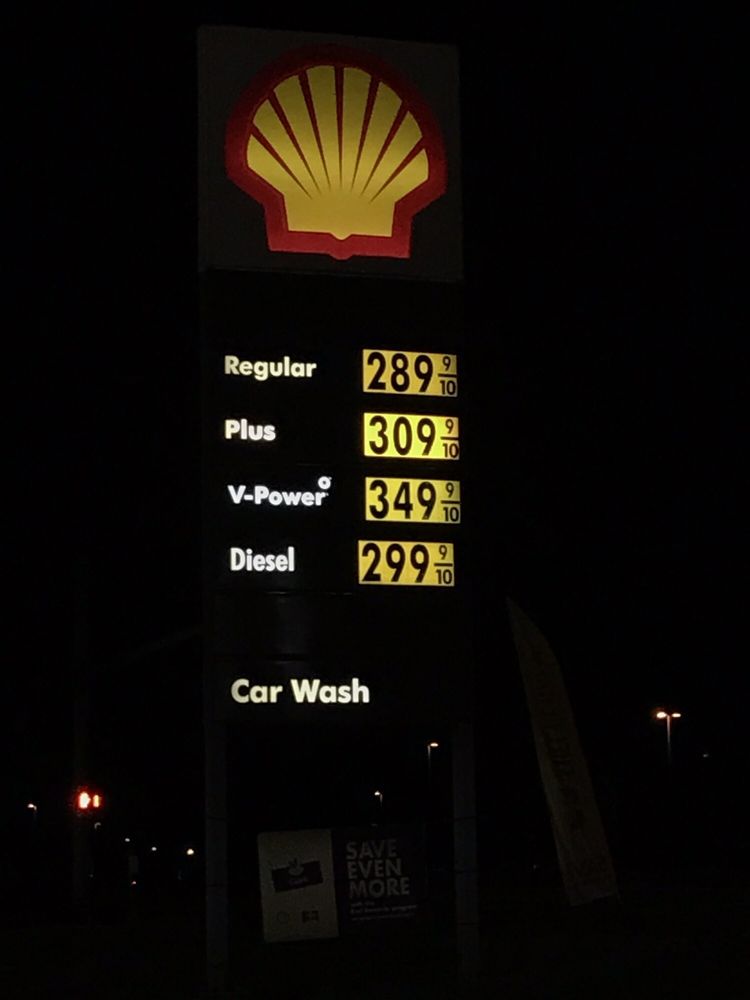 Regular 289 9/10
Plus 309 9/10
V-Power 349 9/10
Diesel 299 9/10
Car Wash
SAVE
EVEN
MORE